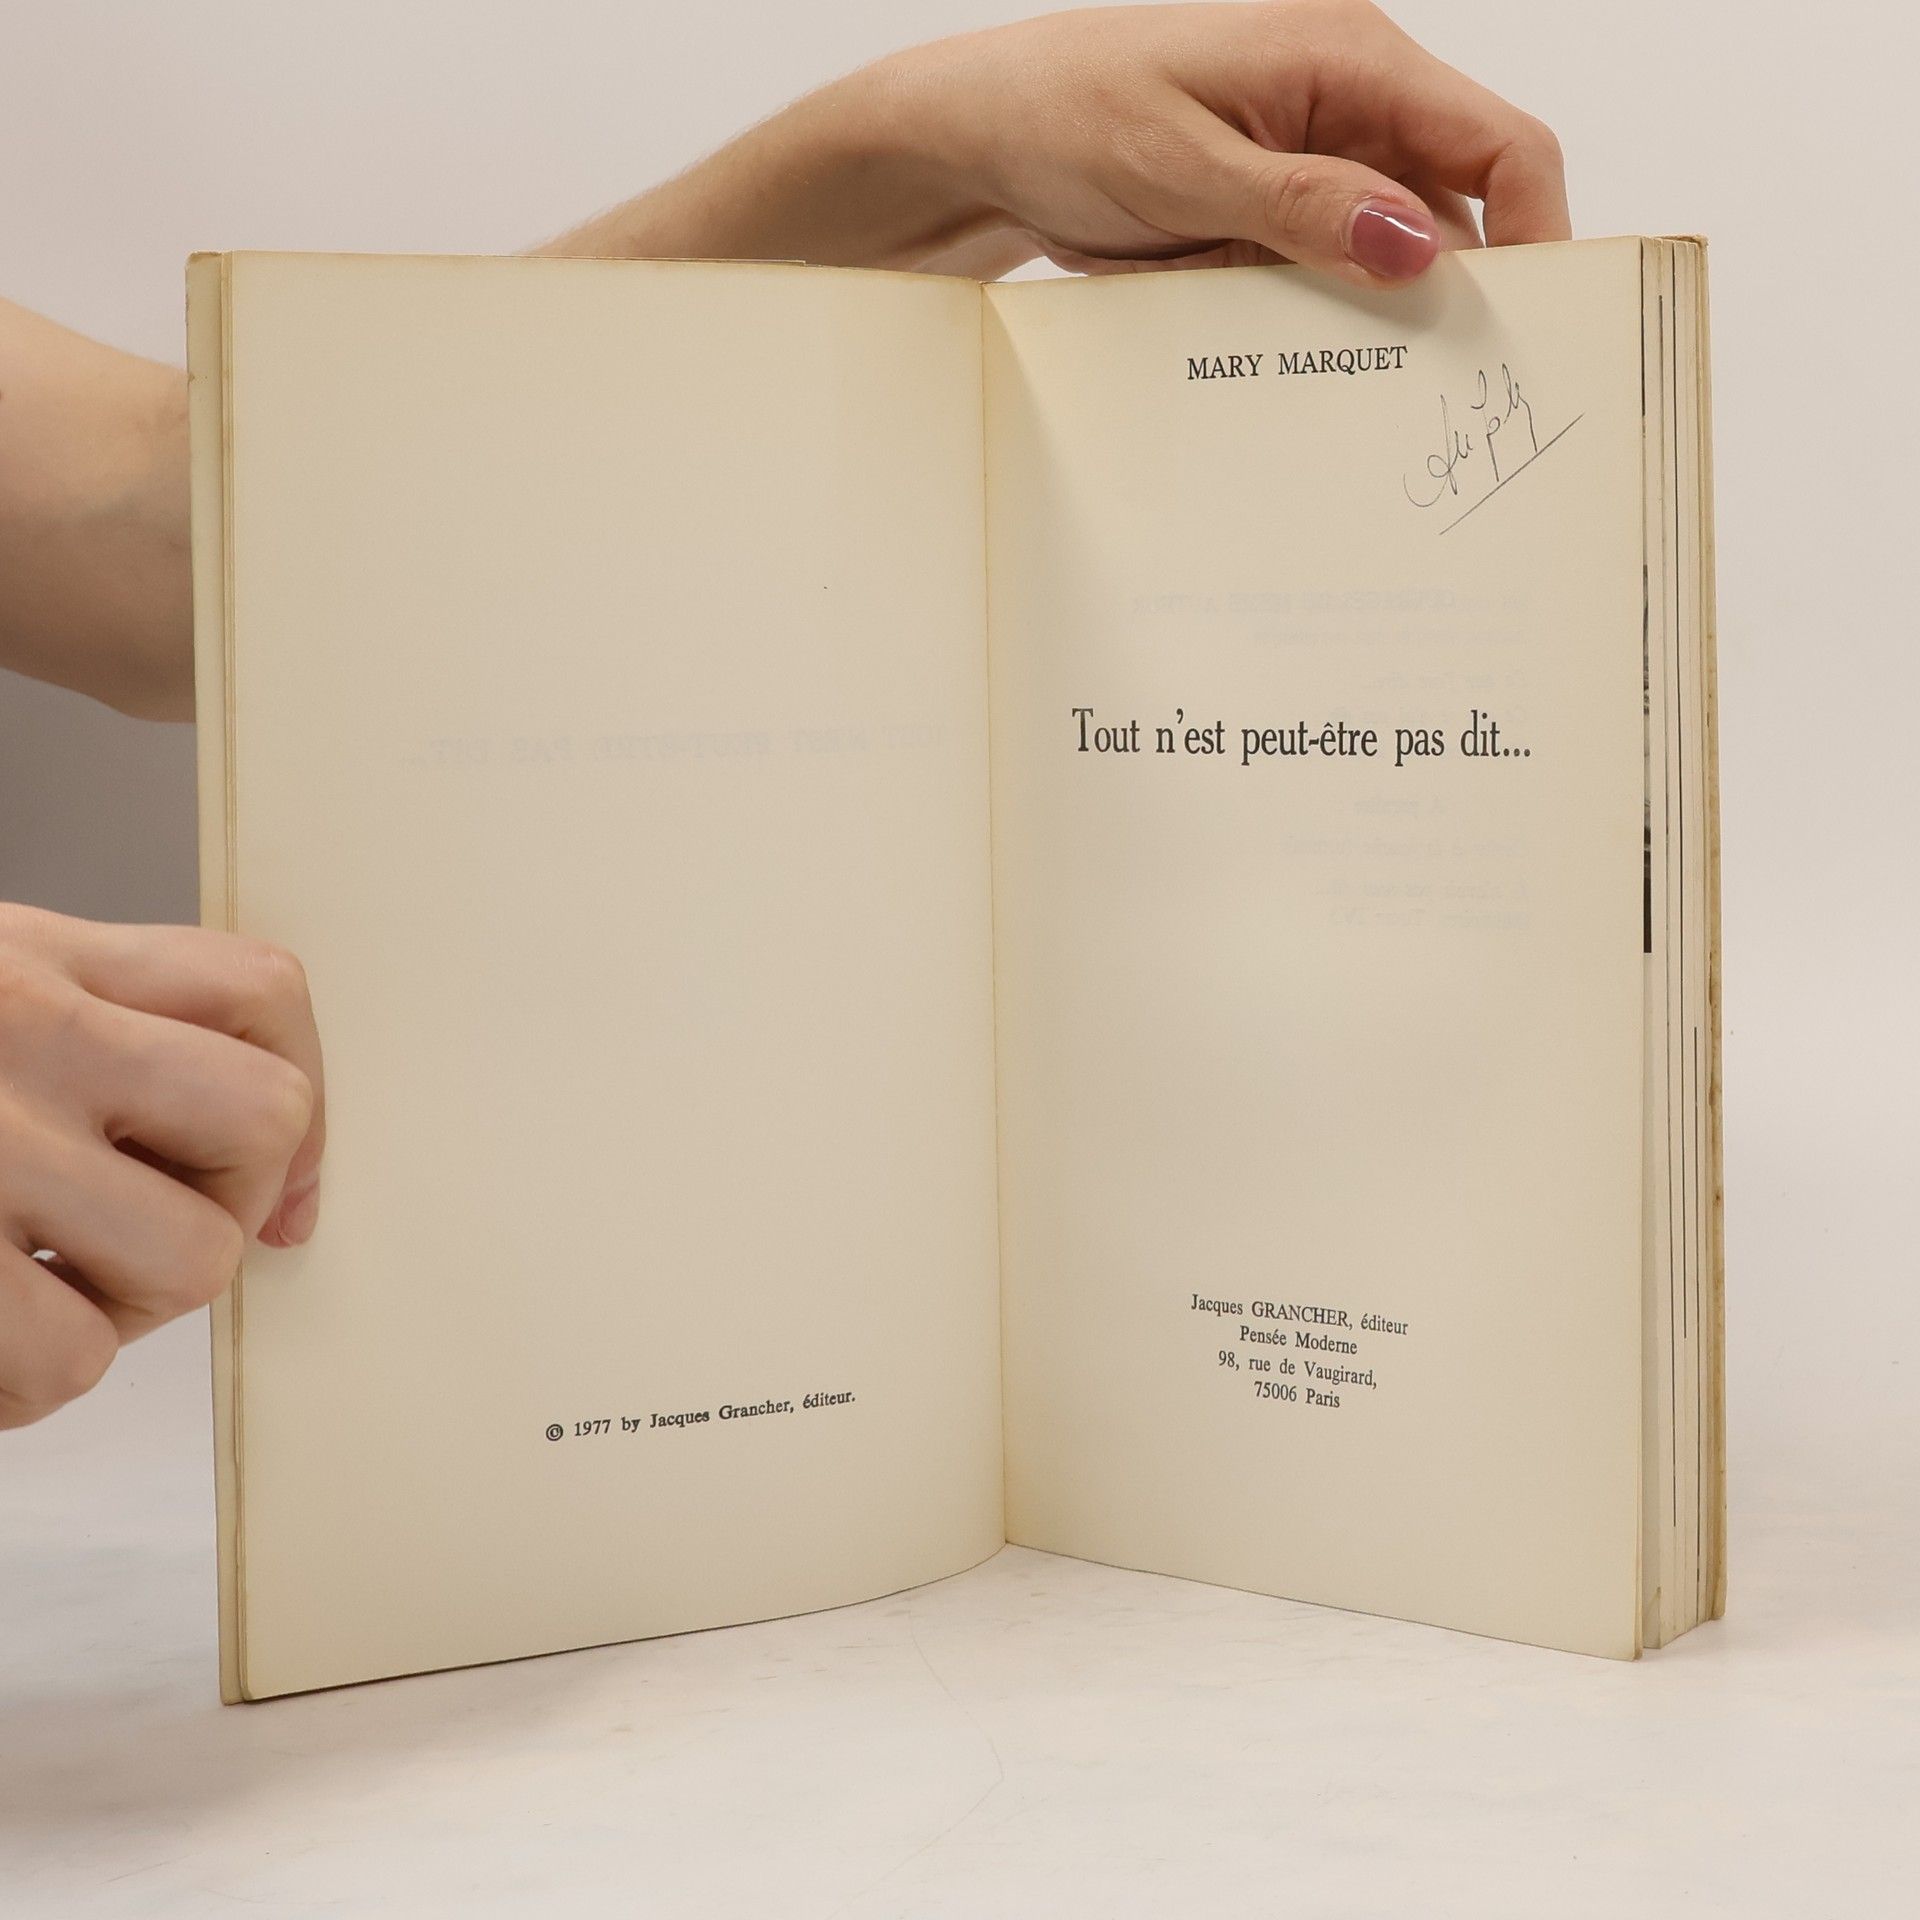 © 1977 by Jacques Grancher, éditeur.
MARY MARQUET
Tout n'est peut-être pas dit...
Jacques GRANCHER, éditeur
Pensée Moderne
98, rue de Vaugirard,
75006 Paris